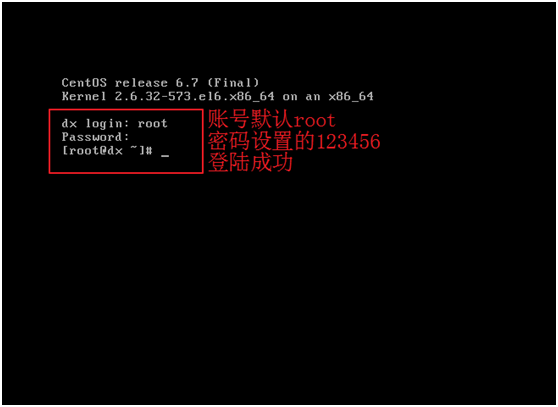 CentOS release 6.7 (Final)
Kernel 2.6.32-573.el6.x86_64 on an x86_64
dx login: root
Password:
[root@dx ~]# _
账号默认root
密码设置的123456
登陆成功